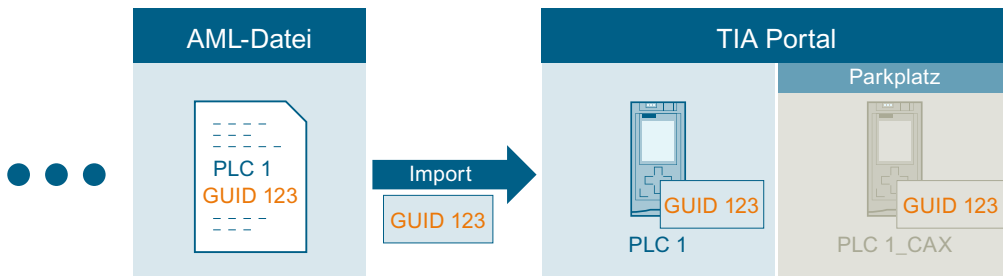 AML-Datei
PLC 1
GUID 123
Import
GUID 123
TIA Portal
Parkplatz
GUID 123
PLC 1
GUID 123
PLC 1_CAX